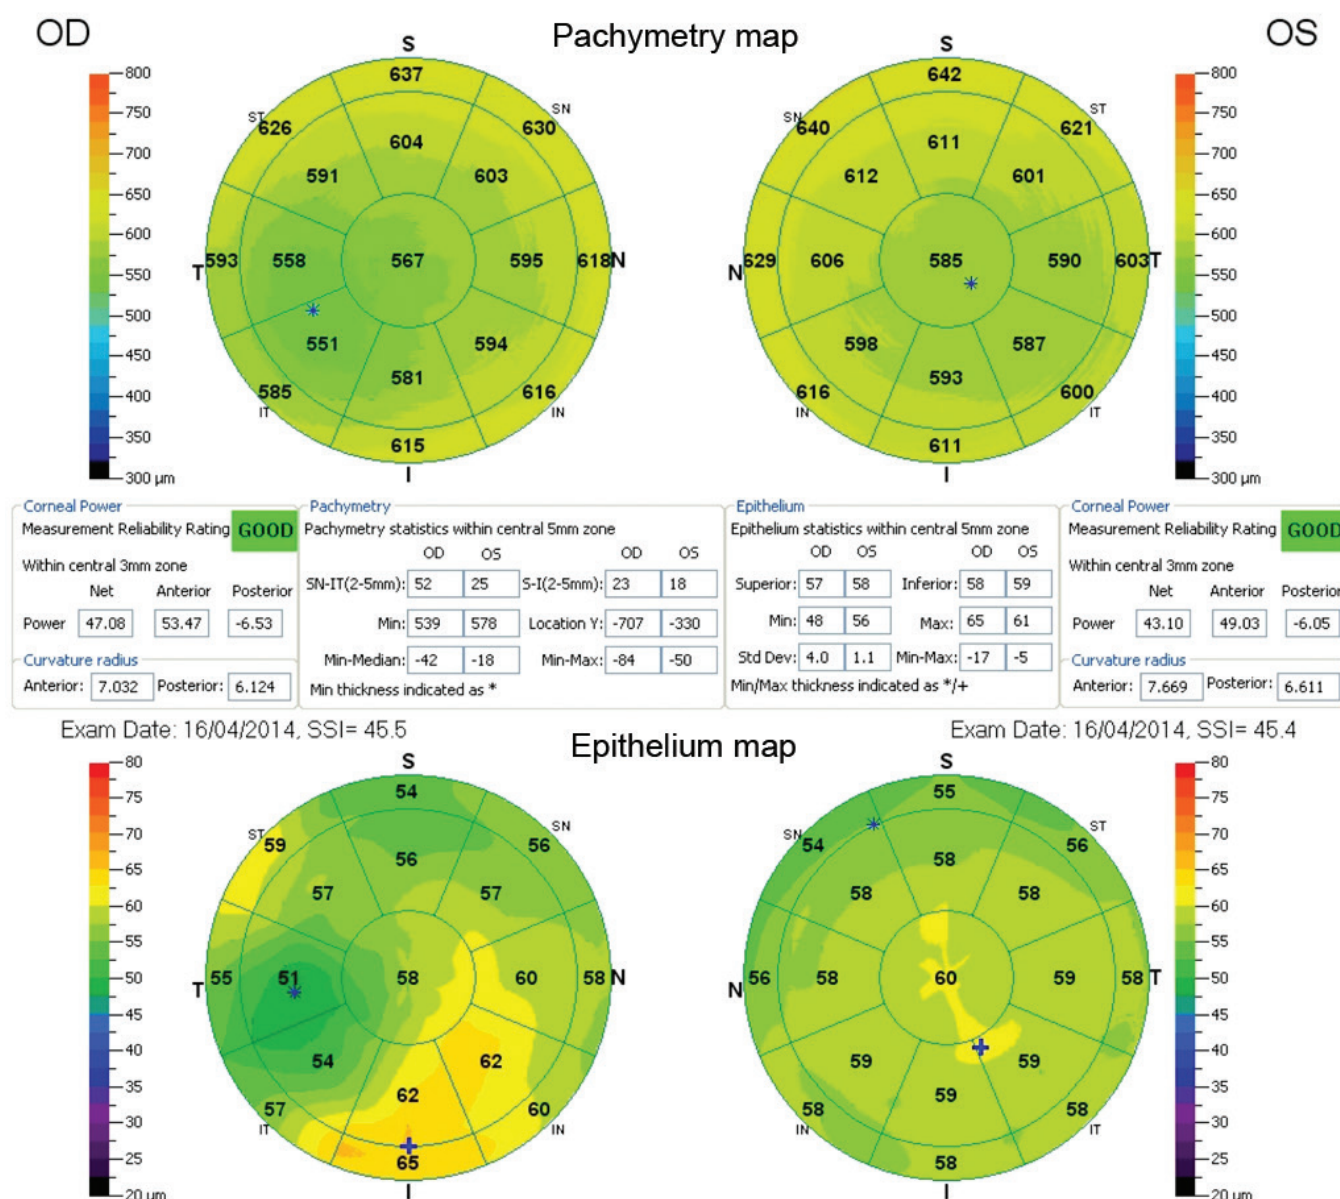 OD Pachymetry map OS
800
750
700
650
600
550
500
450
400
350
300 µm
S
637
ST 626
SN 630
604
591
603
T 593 558 567 595 618 N
551
594
581
585 IT
616 IN
615
I
S
642
SN 640
ST 621
611
612
601
N 629 606 585 590 603 T
598
587
593
616 IN
600 IT
611
I
800
750
700
650
600
550
500
450
400
350
300 µm
Corneal Power
Measurement Reliability Rating GOOD
Within central 3mm zone
Net Anterior Posterior
Power 47.08 53.47 -6.53
Curvature radius
Anterior: 7.032 Posterior: 6.124
Pachymetry
Pachymetry statistics within central 5mm zone
OD OS OD OS
SN-IT(2-5mm): 52 25 S-I(2-5mm): 23 18
Min: 539 578 Location Y: -707 -330
Min-Median: -42 -18 Min-Max: -84 -50
Min thickness indicated as *
Epithelium
Epithelium statistics within central 5mm zone
OD OS OD OS
Superior: 57 58 Inferior: 58 59
Min: 48 56 Max: 65 61
Std Dev: 4.0 1.1 Min-Max: -17 -5
Min/Max thickness indicated as */+
Corneal Power
Measurement Reliability Rating GOOD
Within central 3mm zone
Net Anterior Posterior
Power 43.10 49.03 -6.05
Curvature radius
Anterior: 7.669 Posterior: 6.611
Exam Date: 16/04/2014, SSI= 45.5
Epithelium map
Exam Date: 16/04/2014, SSI= 45.4
80
75
70
65
60
55
50
45
40
35
30
25
20 µm
S
54
ST 59
SN 56
56
57
57
T 55 51 58 60 58 N
54
62
62
57 IT
60 IN
65
I
S
55
SN 54
ST 56
58
58
58
N 56 58 60 59 58 T
59
59
59
58 IN
58 IT
58
I
80
75
70
65
60
55
50
45
40
35
30
25
20 µm